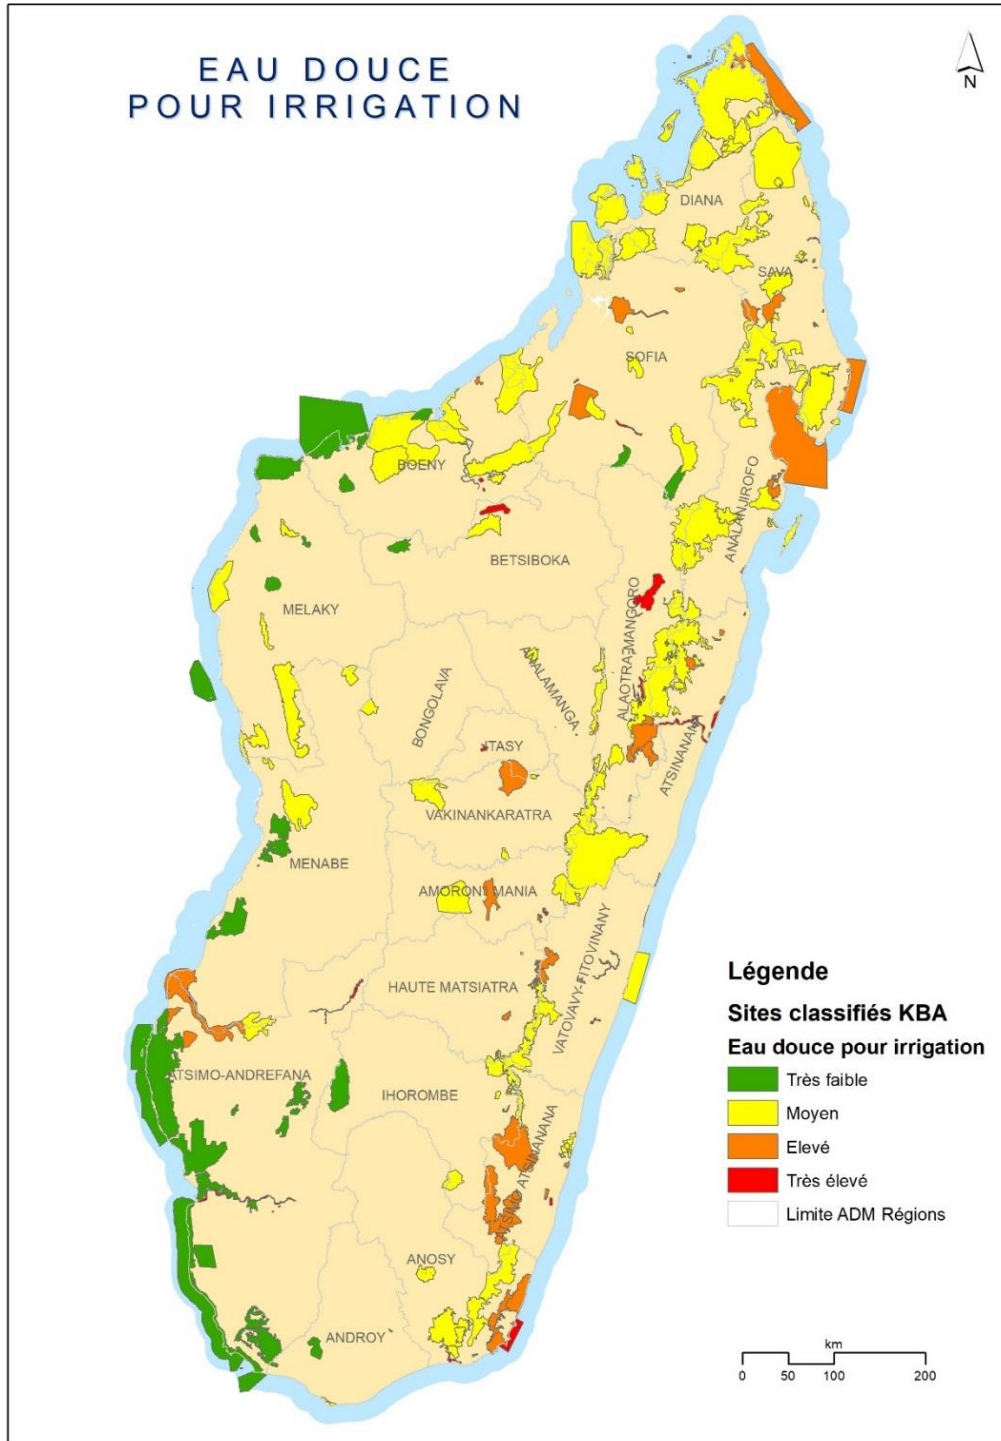 EAU DOUCE
POUR IRRIGATION
N
DIANA
SAVA
SOFIA
BOENY
ANALANJIROFO
BETSIBOKA
MELAKY
ALAOTRA-MANGORO
BONGOLAVA
ANALAMANGA
ITASY
ATSINANANA
VAKINANKARATRA
MENABE
AMORON'I MANIA
HAUTE MATSIATRA
VATOVAVY-FITOVINANY
ATSIMO-ANDREFANA
IHOROMBE
ATSIMO ATSINANANA
ANOSY
ANDROY
Légende
Sites classifiés KBA
Eau douce pour irrigation
Très faible
Moyen
Elevé
Très élevé
Limite ADM Régions
km
0 50 100 200